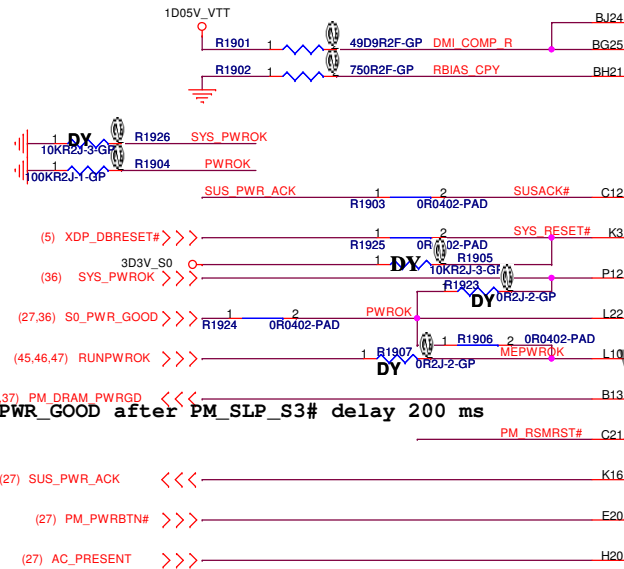 1D05V_VTT
BJ24
R1901 1 49D9R2F-GP DMI_COMP_R BG25
R1902 1 750R2F-GP RBIAS_CPY BH21
1 DY R1926 SYS_PWROK
10KR2J-3-GP
1 R1904 PWROK
100KR2J-1-GP
SUS_PWR_ACK 1 2 SUSACK# C12
R1903 0R0402-PAD
(5) XDP_DBRESET# 1 2 SYS_RESET# K3
R1925 0R0402-PAD
3D3V_S0 1 DY R1905
10KR2J-3-GP
(36) SYS_PWROK P12
R1923
DY 0R2J-2-GP
(27,36) S0_PWR_GOOD 1 2 PWROK L22
R1924 0R0402-PAD
1 R1906 0R0402-PAD
(45,46,47) RUNPWROK 1 R1907 MEPWROK L10
DY 0R2J-2-GP
,37) PM_DRAM_PWRGD B13
PWR_GOOD after PM_SLP_S3# delay 200 ms
PM_RSMRST# C21
(27) SUS_PWR_ACK K16
(27) PM_PWRBTN# E20
(27) AC_PRESENT H20